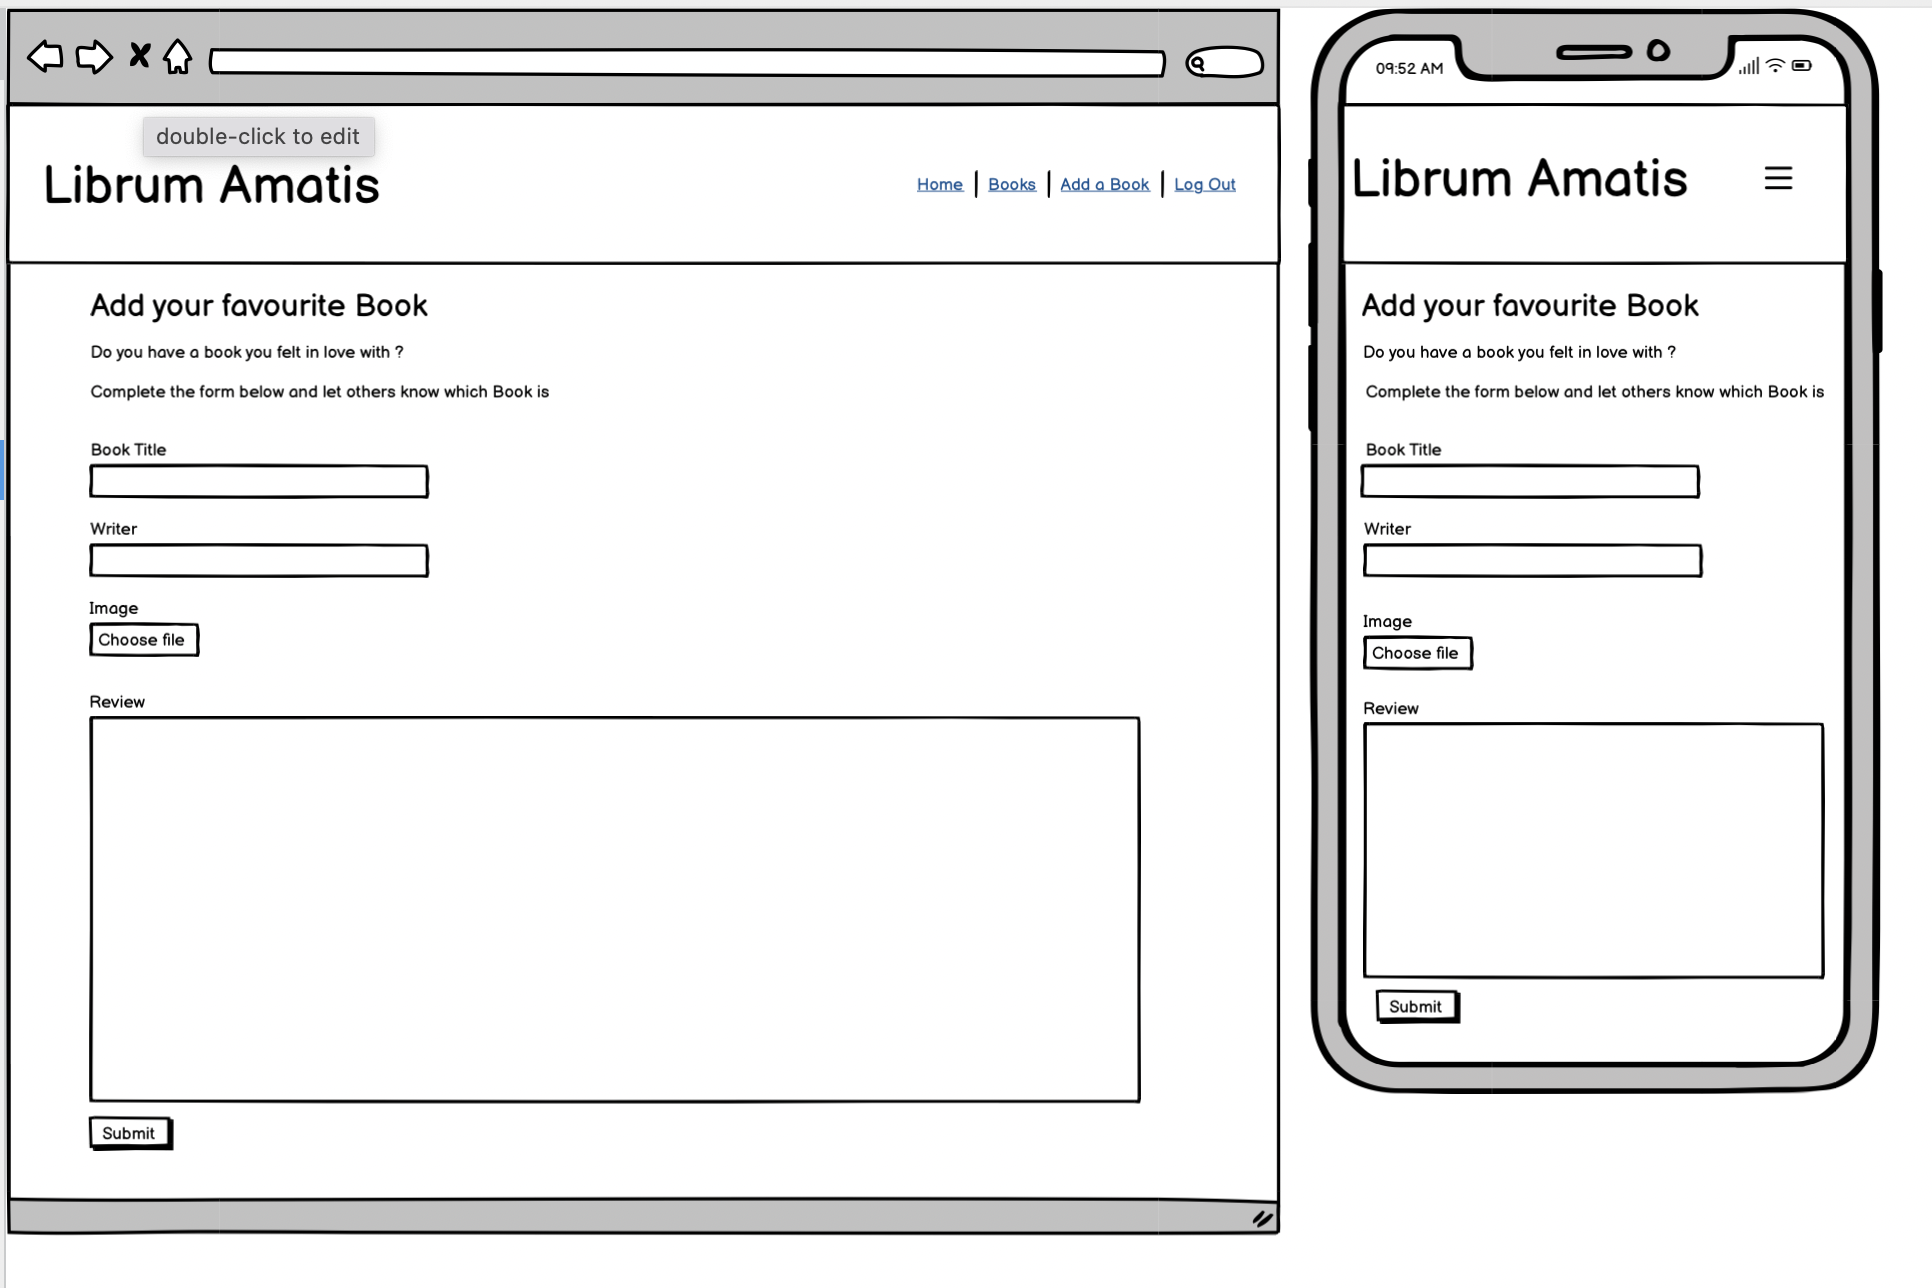 double-click to edit
Librum Amatis
Home Books Add a Book Log Out
Add your favourite Book
Do you have a book you felt in love with ?
Complete the form below and let others know which Book is
Book Title
Writer
Image
Choose file
Review
Submit
09:52 AM
Librum Amatis
Add your favourite Book
Do you have a book you felt in love with ?
Complete the form below and let others know which Book is
Book Title
Writer
Image
Choose file
Review
Submit